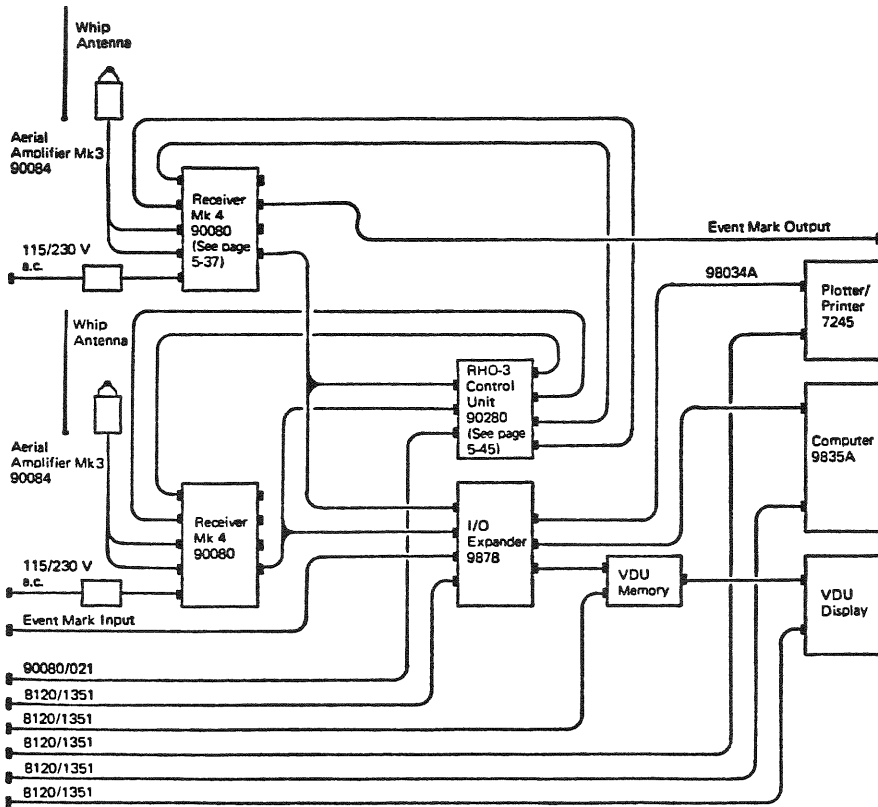 Whip
Antenna
Aerial
Amplifier Mk3
90084
Receiver
Mk 4
90080
(See page
5-37)
115/230 V
a.c.
Event Mark Output
98034A
Plotter/
Printer
7245
Whip
Antenna
RHO-3
Control
Unit
90280
(See page
5-45)
Computer
9835A
Aerial
Amplifier Mk3
90084
Receiver
Mk 4
90080
I/O
Expander
9878
115/230 V
a.c.
VDU
Memory
VDU
Display
Event Mark Input
90080/021
8120/1351
8120/1351
8120/1351
8120/1351
8120/1351